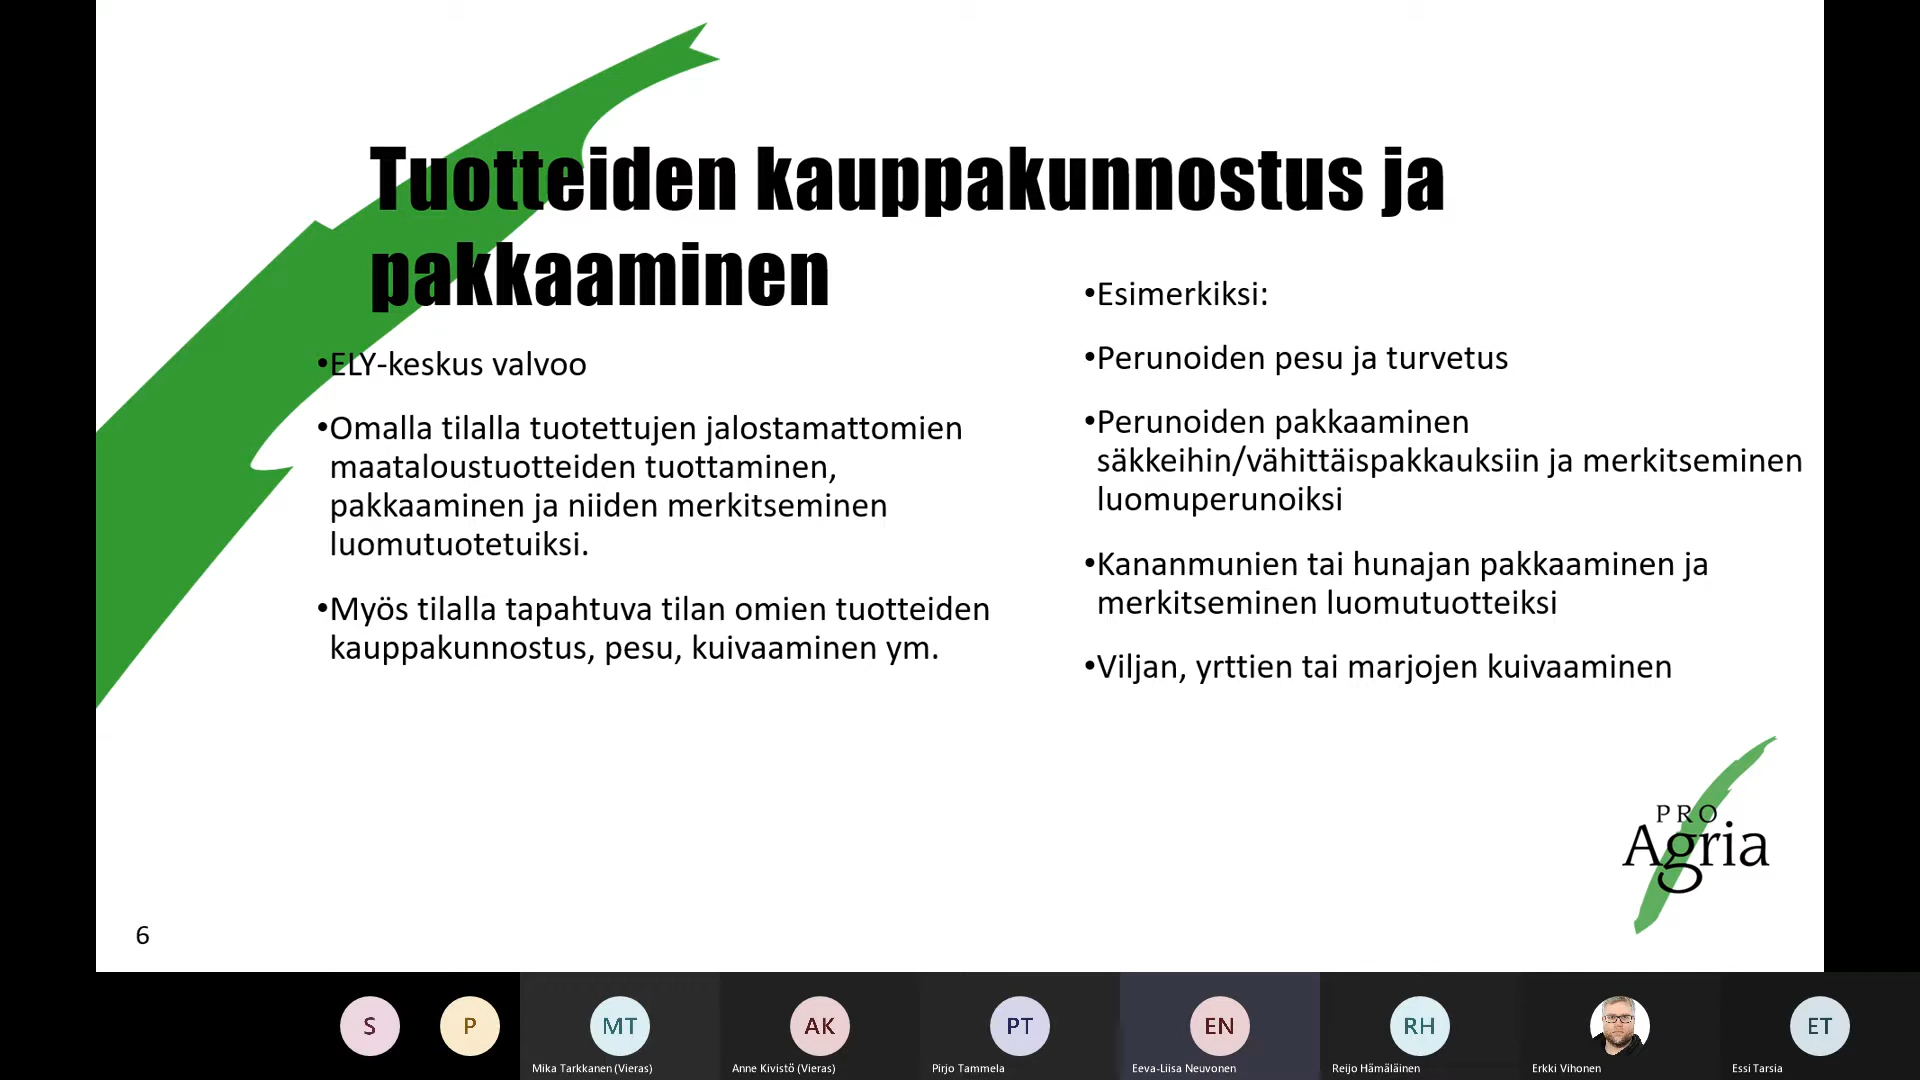 Tuotteiden kauppakunnostus ja
pakkaaminen
•ELY-keskus valvoo
•Omalla tilalla tuotettujen jalostamattomien
maataloustuotteiden tuottaminen,
pakkaaminen ja niiden merkitseminen
luomutuotetuiksi.
•Myös tilalla tapahtuva tilan omien tuotteiden
kauppakunnostus, pesu, kuivaaminen ym.
•Esimerkiksi:
•Perunoiden pesu ja turvetus
•Perunoiden pakkaaminen
säkkeihin/vähittäispakkauksiin ja merkitseminen
luomuperunoiksi
•Kananmunien tai hunajan pakkaaminen ja
merkitseminen luomutuotteiksi
•Viljan, yrttien tai marjojen kuivaaminen
PRO
Agria
6
S
P
MT
AK
PT
EN
RH
ET
Mika Tarkkanen (Vieras)
Anne Kivistö (Vieras)
Pirjo Tammela
Eeva-Liisa Neuvonen
Reijo Hämäläinen
Erkki Vihonen
Essi Tarsia